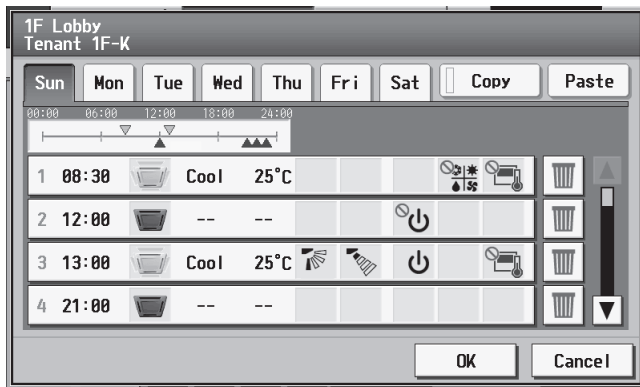 1F Lobby
Tenant 1F-K
Sun Mon Tue Wed Thu Fri Sat Copy Paste
00:00 06:00 12:00 18:00 24:00
1 08:30 Cool 25°C
2 12:00 -- --
3 13:00 Cool 25°C
4 21:00 -- --
OK Cancel